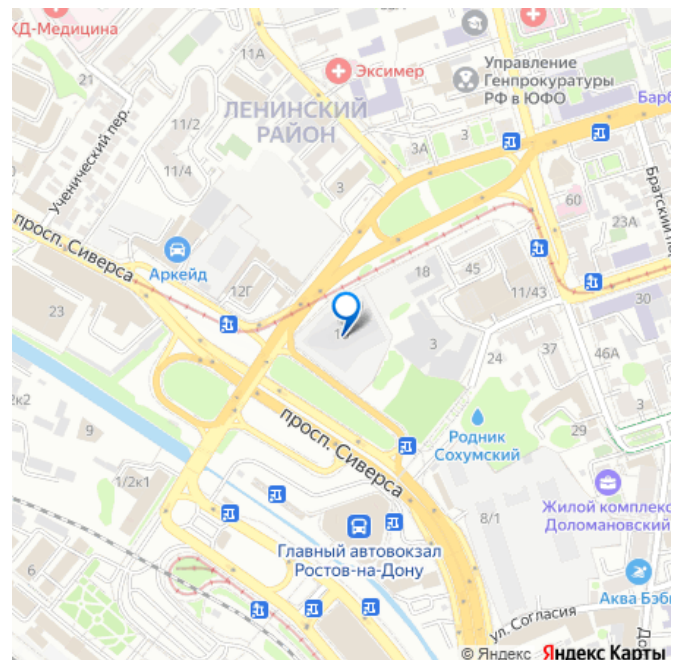 КД-Медицина
11А
Эксимер
Управление
Генпрокуратуры
РФ в ЮФО
21
ЛЕНИНСКИЙ
РАЙОН
11/2
3А
3
Ученический пер.
11/4
3
60
Братский
23А
просп. Сиверса
Аркейд
12Г
18
45
11/43
30
23
3
24
37
46А
2к2
9
просп. Сиверса
Родник
Сохумский
29
3
1/2к1
Жилой комплекс
Доломановский
8/1
Главный автовокзал
Ростов-на-Дону
6
Аква Бэби
ул. Согласия
© Яндекс Яндекс Карты